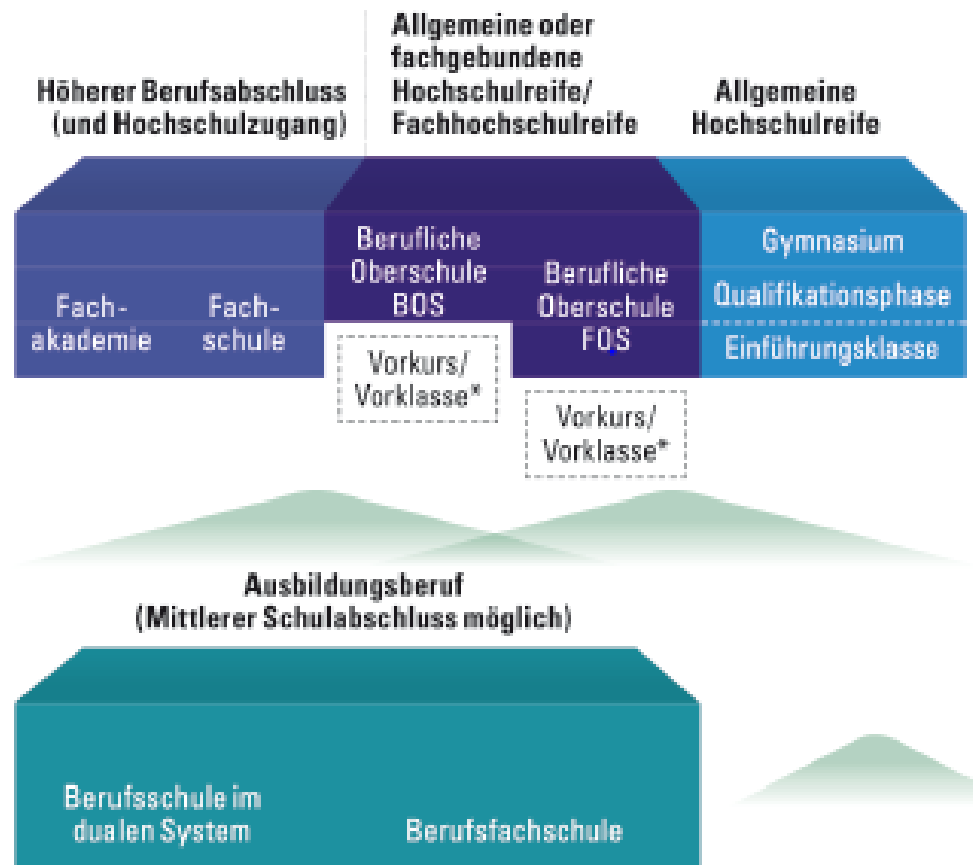 Höherer Berufsabschluss
(und Hochschulzugang)
Allgemeine oder
fachgebundene
Hochschulreife/
Fachhochschulreife
Allgemeine
Hochschulreife
Fach-
akademie
Fach-
schule
Berufliche
Oberschule
BOS
Vorkurs/
Vorklasse*
Berufliche
Oberschule
FOS
Vorkurs/
Vorklasse*
Gymnasium
Qualifikationsphase
Einführungsklasse
Ausbildungsberuf
(Mittlerer Schulabschluss möglich)
Berufsschule im
dualen System
Berufsfachschule